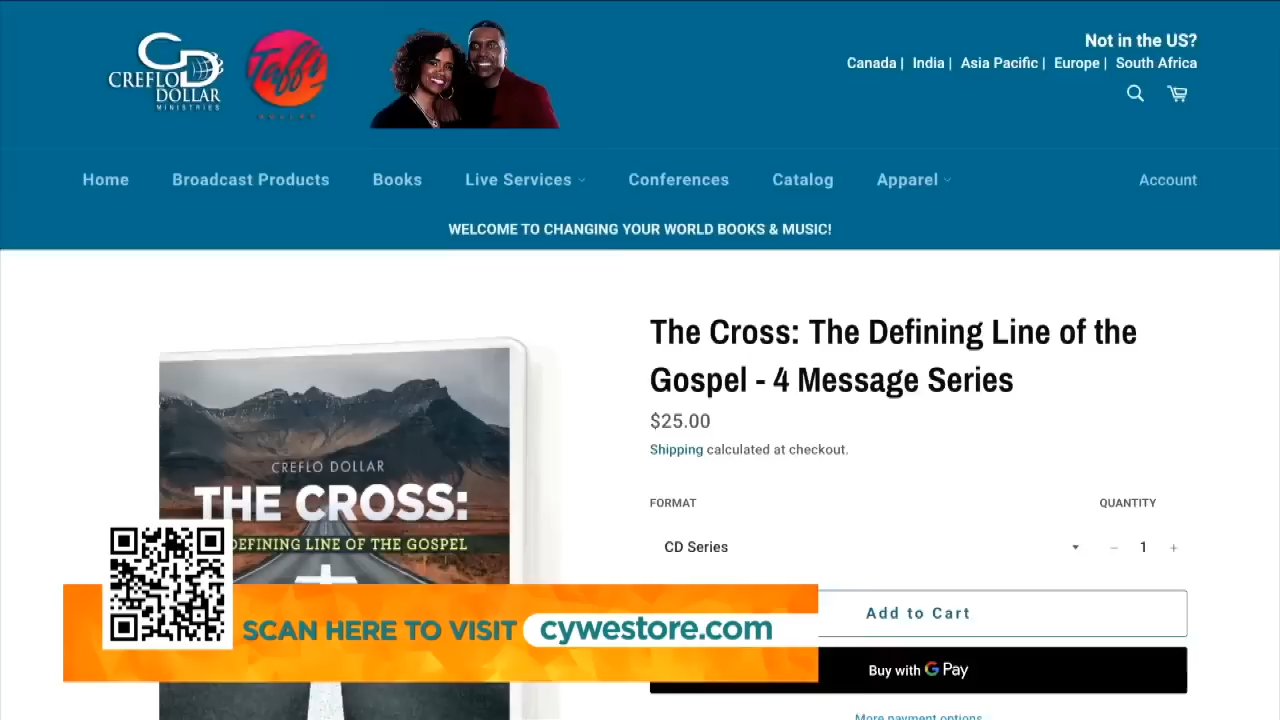 CD
CREFLO
DOLLAR
MINISTRIES
Taffi
DOLLAR
Not in the US?
Canada | India | Asia Pacific | Europe | South Africa
Home Broadcast Products Books Live Services Conferences Catalog Apparel Account
WELCOME TO CHANGING YOUR WORLD BOOKS & MUSIC!
The Cross: The Defining Line of the
Gospel - 4 Message Series
$25.00
Shipping calculated at checkout.
FORMAT QUANTITY
CD Series − 1 +
Add to Cart
Buy with G Pay
More payment options
CREFLO DOLLAR
THE CROSS:
DEFINING LINE OF THE GOSPEL
SCAN HERE TO VISIT cywestore.com